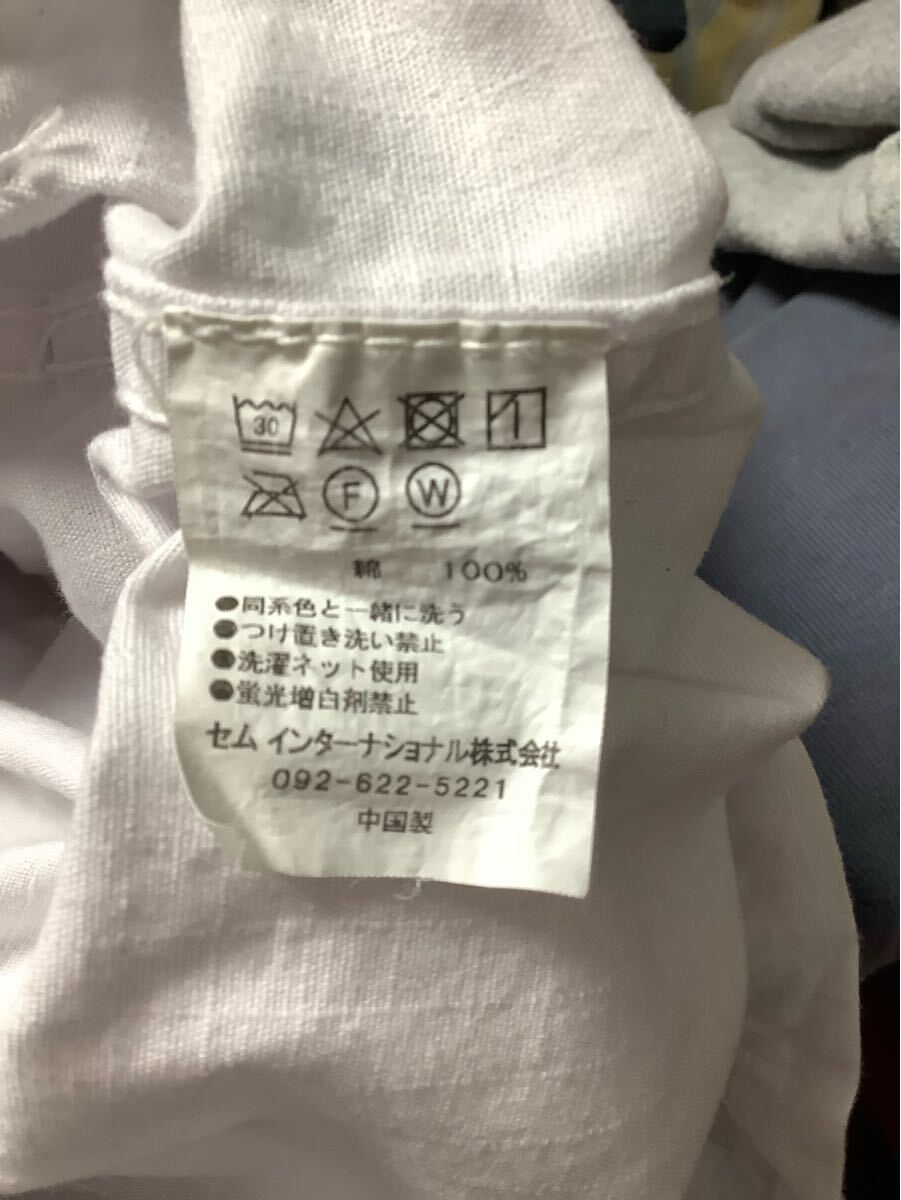 30
F W
綿 100%
●同系色と一緒に洗う
●つけ置き洗い禁止
●洗濯ネット使用
●蛍光増白剤禁止
セム インターナショナル株式会社
092-622-5221
中国製